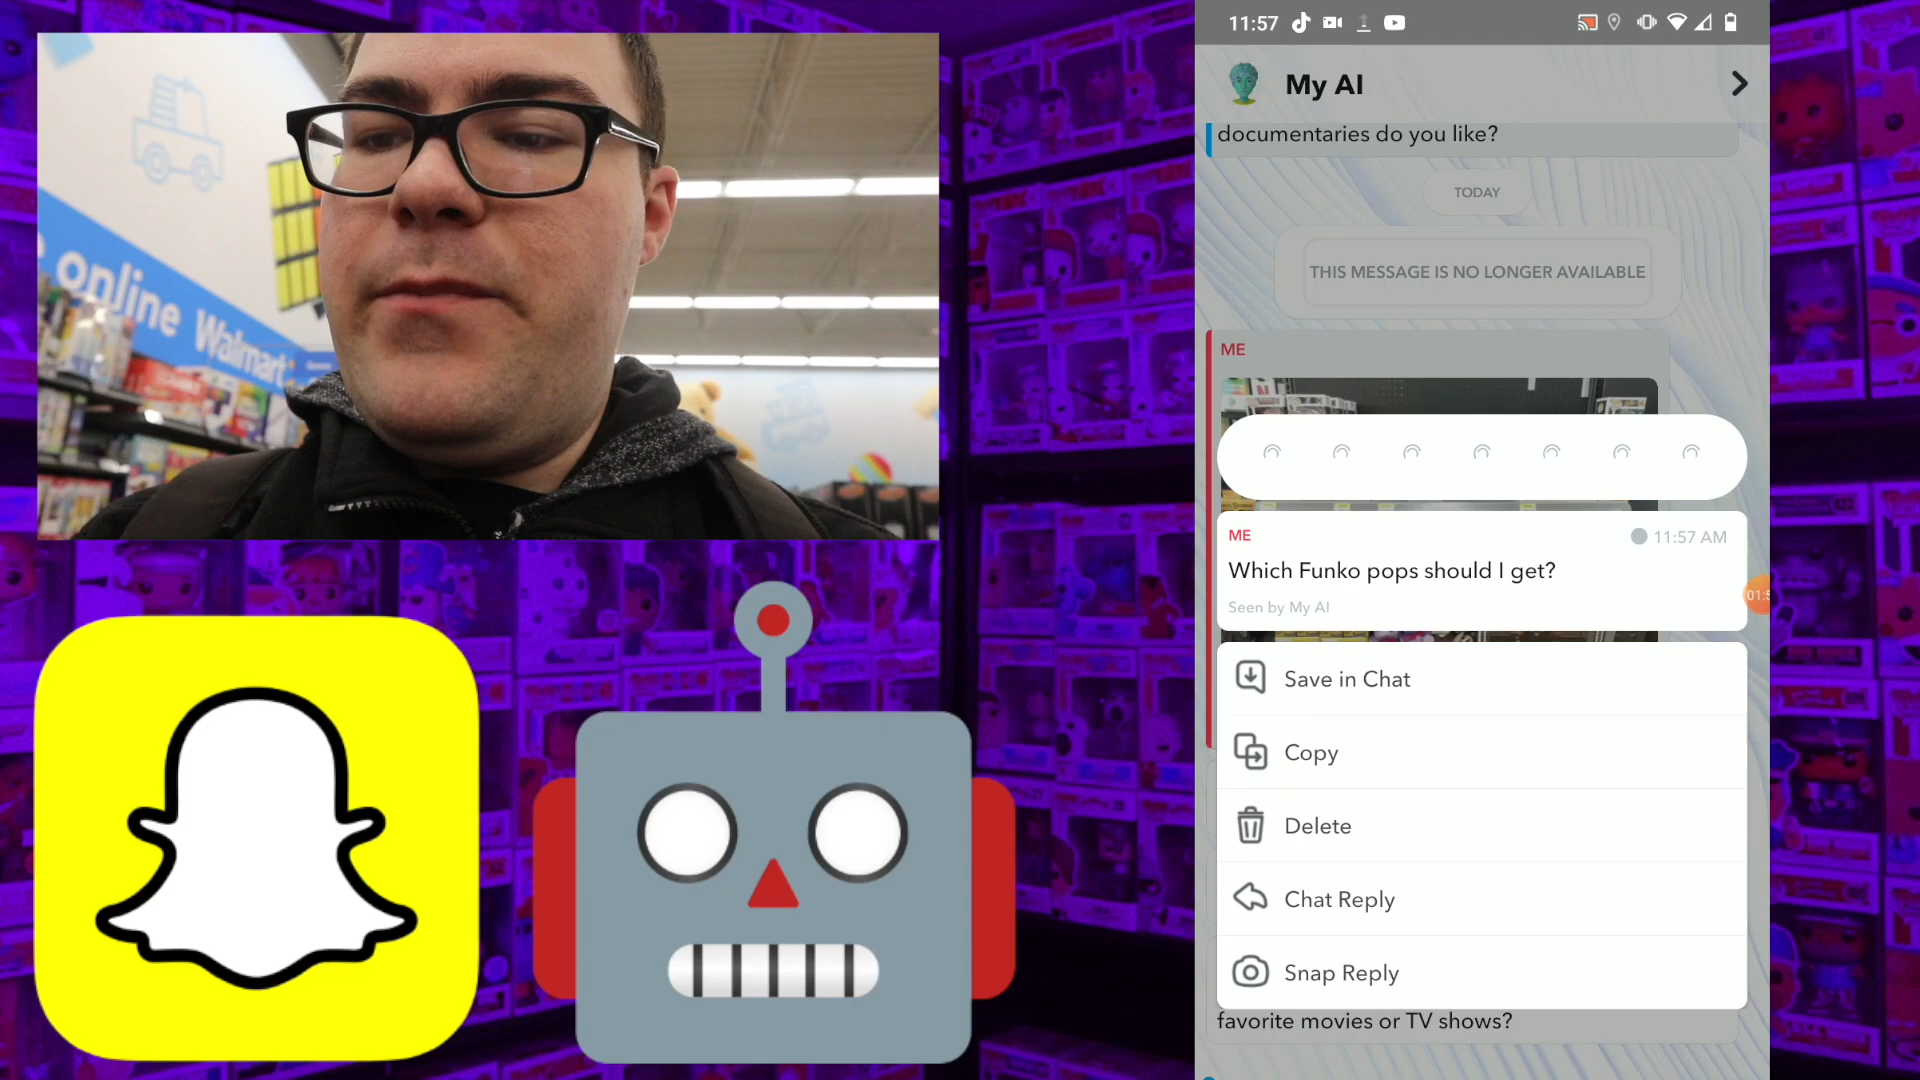 online Walmart
11:57
My AI
documentaries do you like?
TODAY
THIS MESSAGE IS NO LONGER AVAILABLE
ME
ME
11:57 AM
Which Funko pops should I get?
Seen by My AI
Save in Chat
Copy
Delete
Chat Reply
Snap Reply
favorite movies or TV shows?